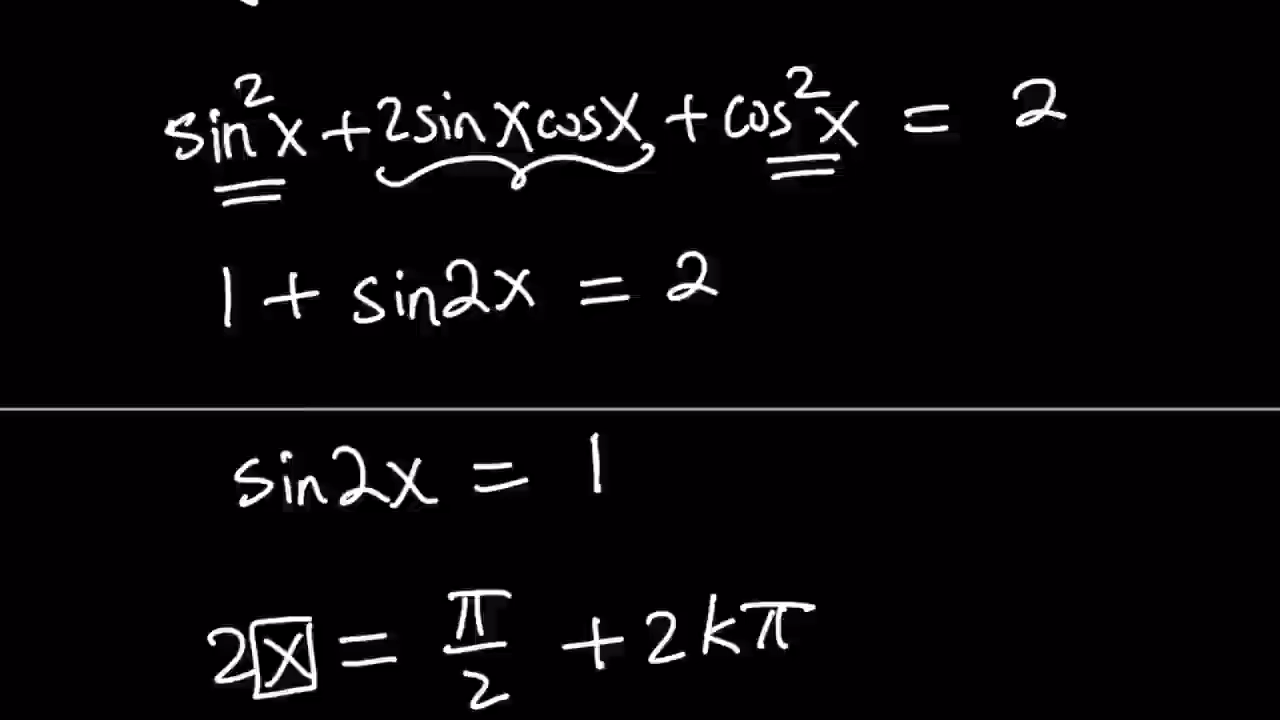 sin²x + 2sinxcosx + cos²x = 2
1 + sin2x = 2
sin2x = 1
2x = π/2 + 2kπ